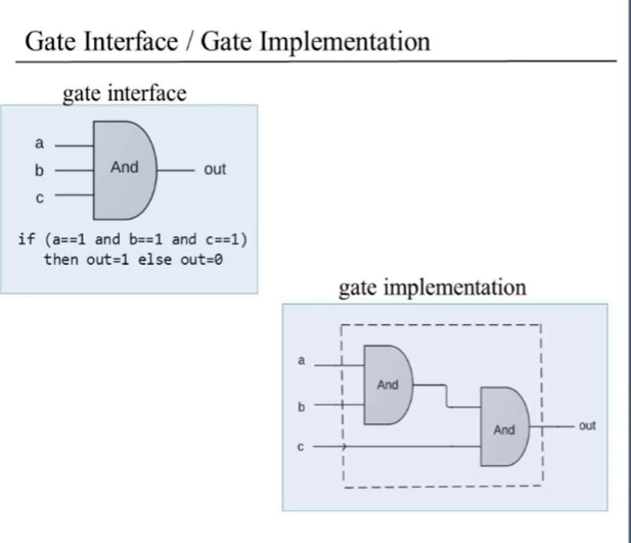 Gate Interface / Gate Implementation
gate interface
a
b
c
And
out
if (a==1 and b==1 and c==1)
then out=1 else out=0
gate implementation
a
b
c
And
And
out